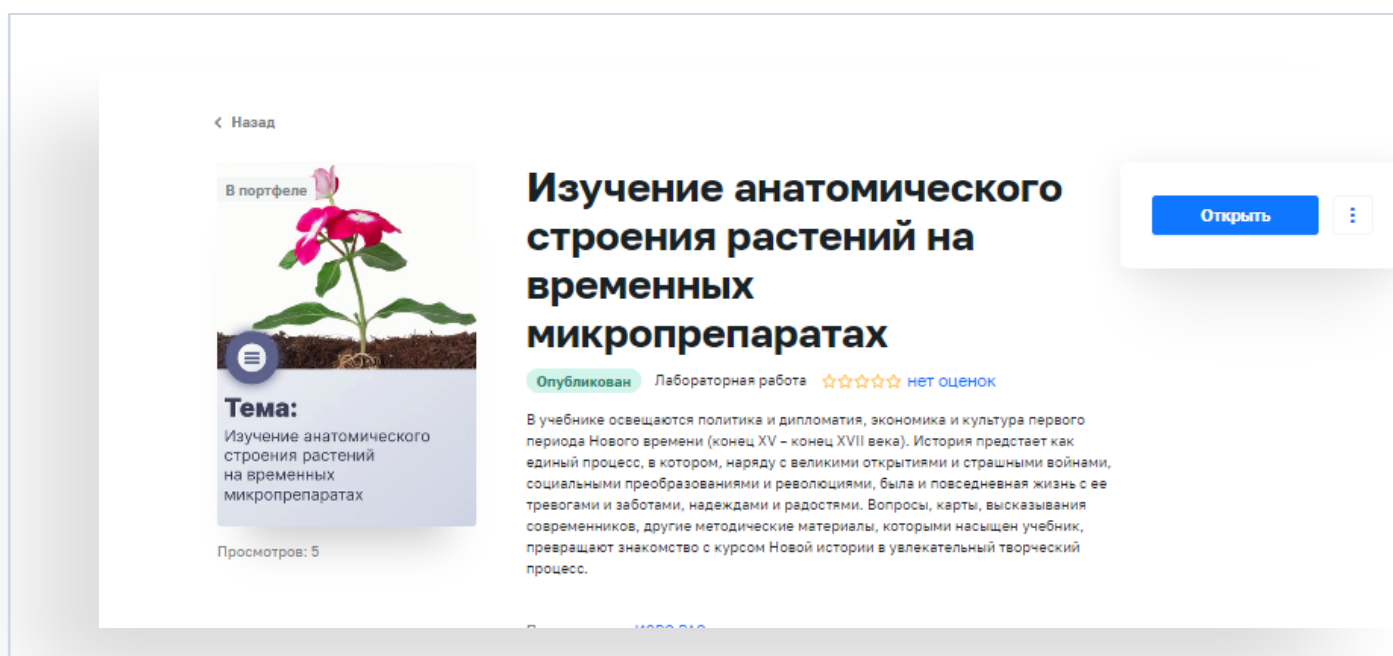 Назад
В портфеле
Тема:
Изучение анатомического
строения растений
на временных
микропрепаратах
Просмотров: 5
Изучение анатомического
строения растений на
временных
микропрепаратах
Опубликован Лабораторная работа нет оценок
В учебнике освещаются политика и дипломатия, экономика и культура первого
периода Нового времени (конец XV – конец XVII века). История предстает как
единый процесс, в котором, наряду с великими открытиями и страшными войнами,
социальными преобразованиями и революциями, была и повседневная жизнь с ее
тревогами и заботами, надеждами и радостями. Вопросы, карты, высказывания
современников, другие методические материалы, которыми насыщен учебник,
превращают знакомство с курсом Новой истории в увлекательный творческий
процесс.
Открыть